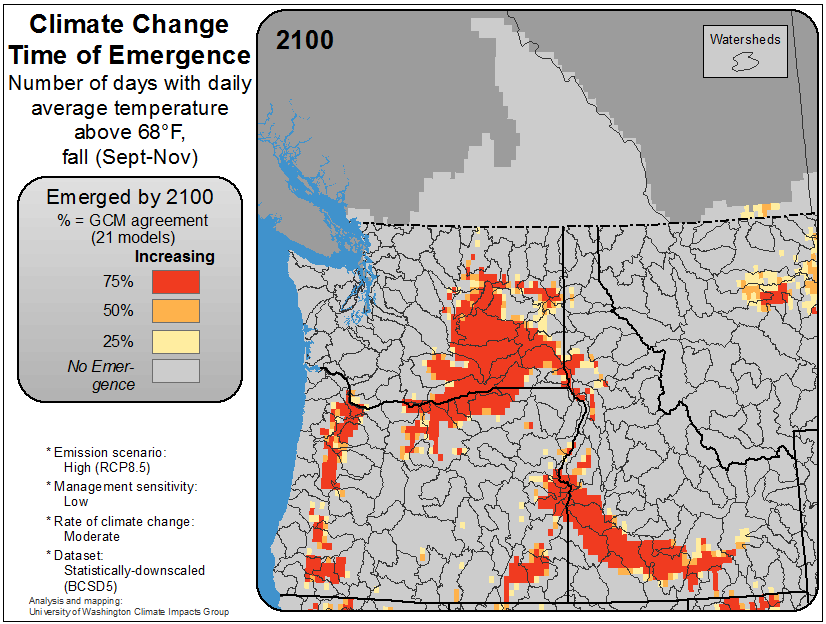 Climate Change
Time of Emergence
Number of days with daily
average temperature
above 68°F,
fall (Sept-Nov)
Emerged by 2100
% = GCM agreement
(21 models)
Increasing
75%
50%
25%
No Emer-
gence
* Emission scenario:
High (RCP8.5)
* Management sensitivity:
Low
* Rate of climate change:
Moderate
* Dataset:
Statistically-downscaled
(BCSD5)
Analysis and mapping:
University of Washington Climate Impacts Group
2100
Watersheds